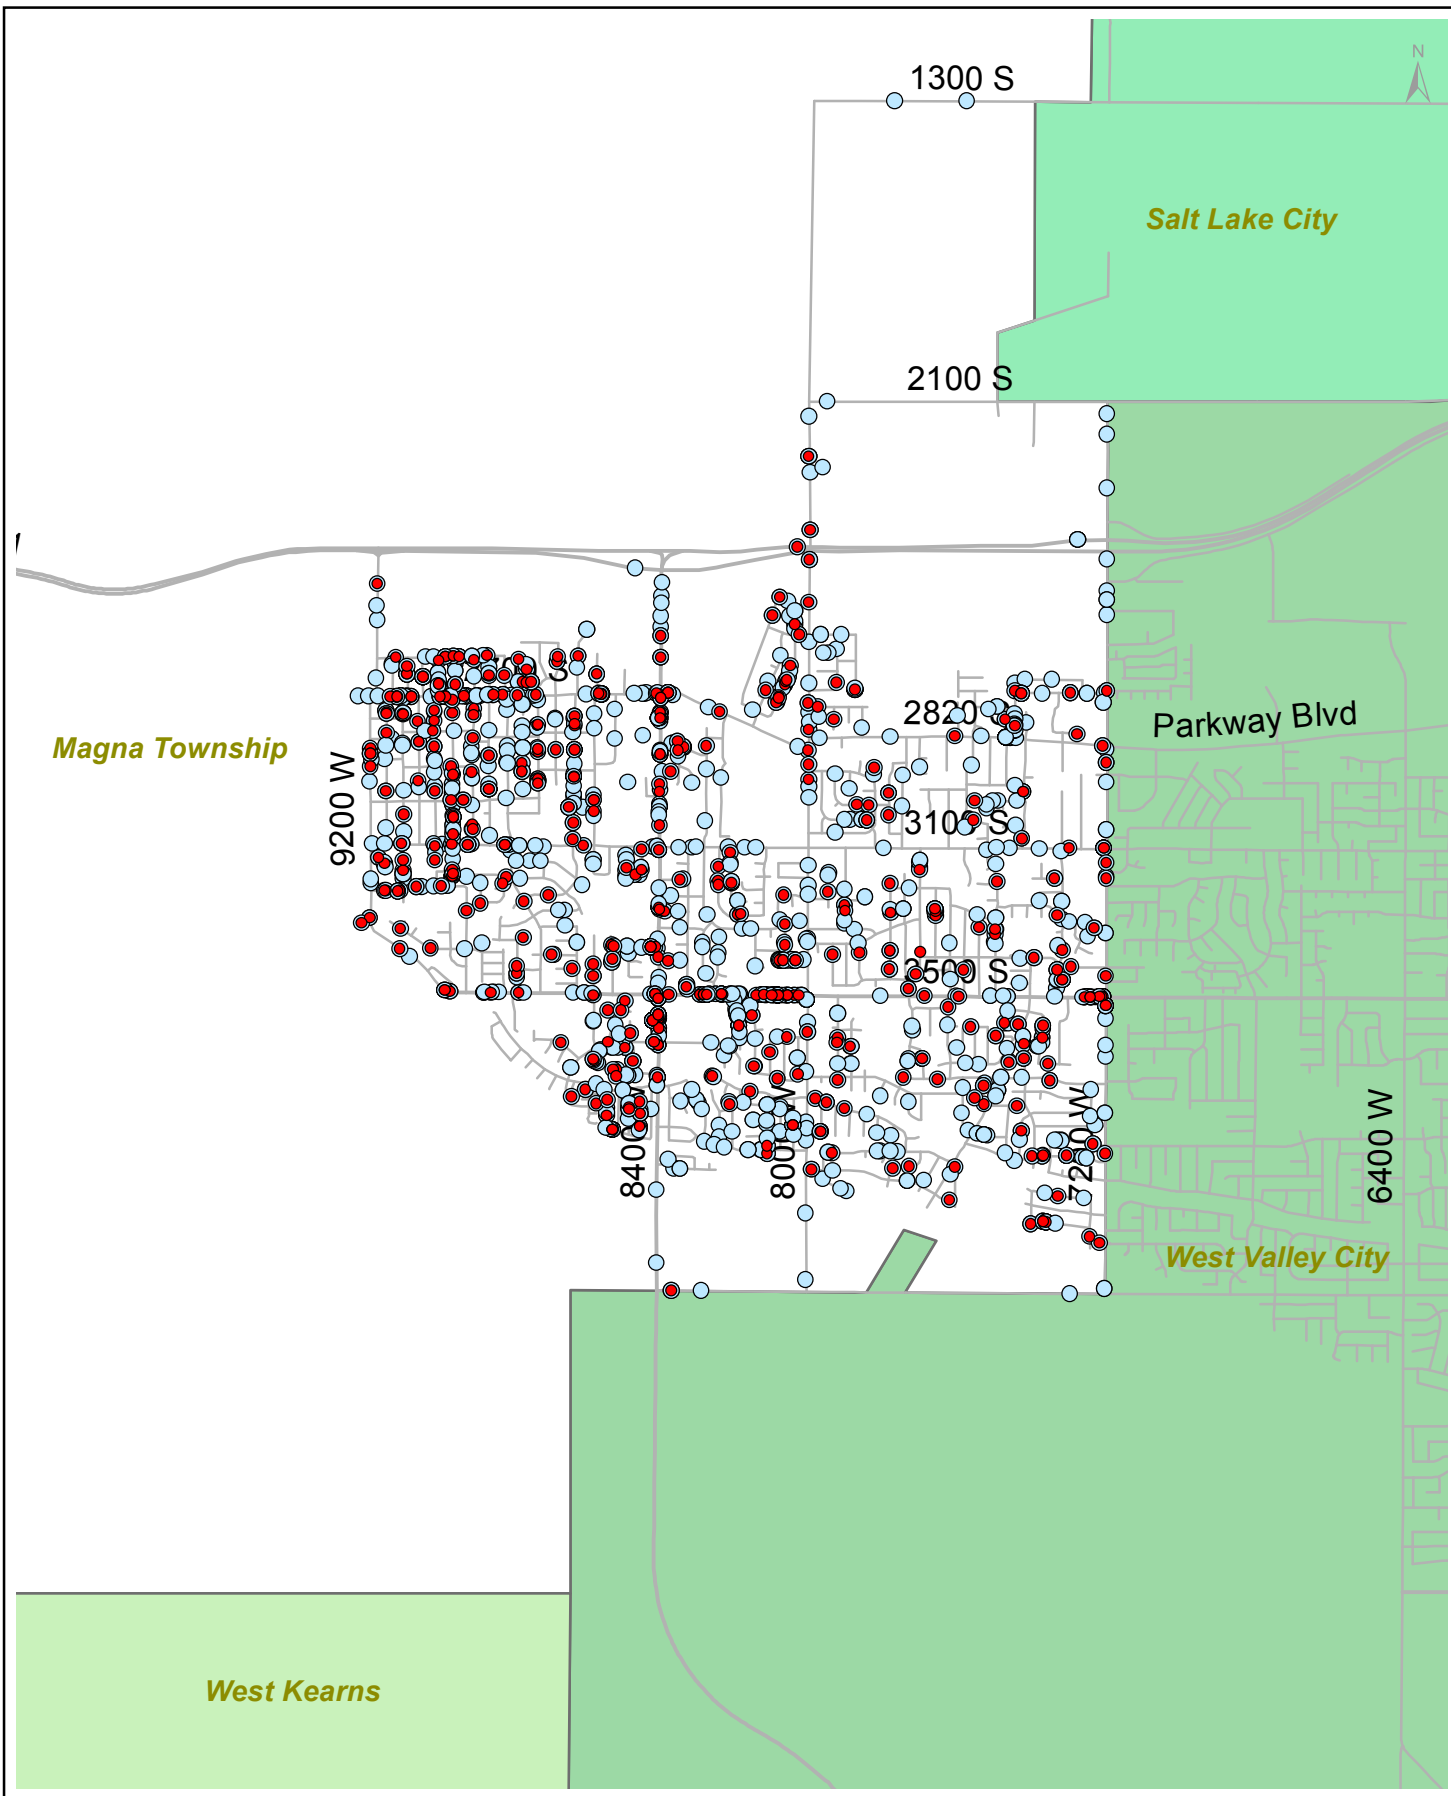 1300 S
N
Salt Lake City
2100 S
2820 S
Parkway Blvd
Magna Township
9200 W
3100 S
3500 S
8400 W
8000 W
7200 W
6400 W
West Valley City
West Kearns